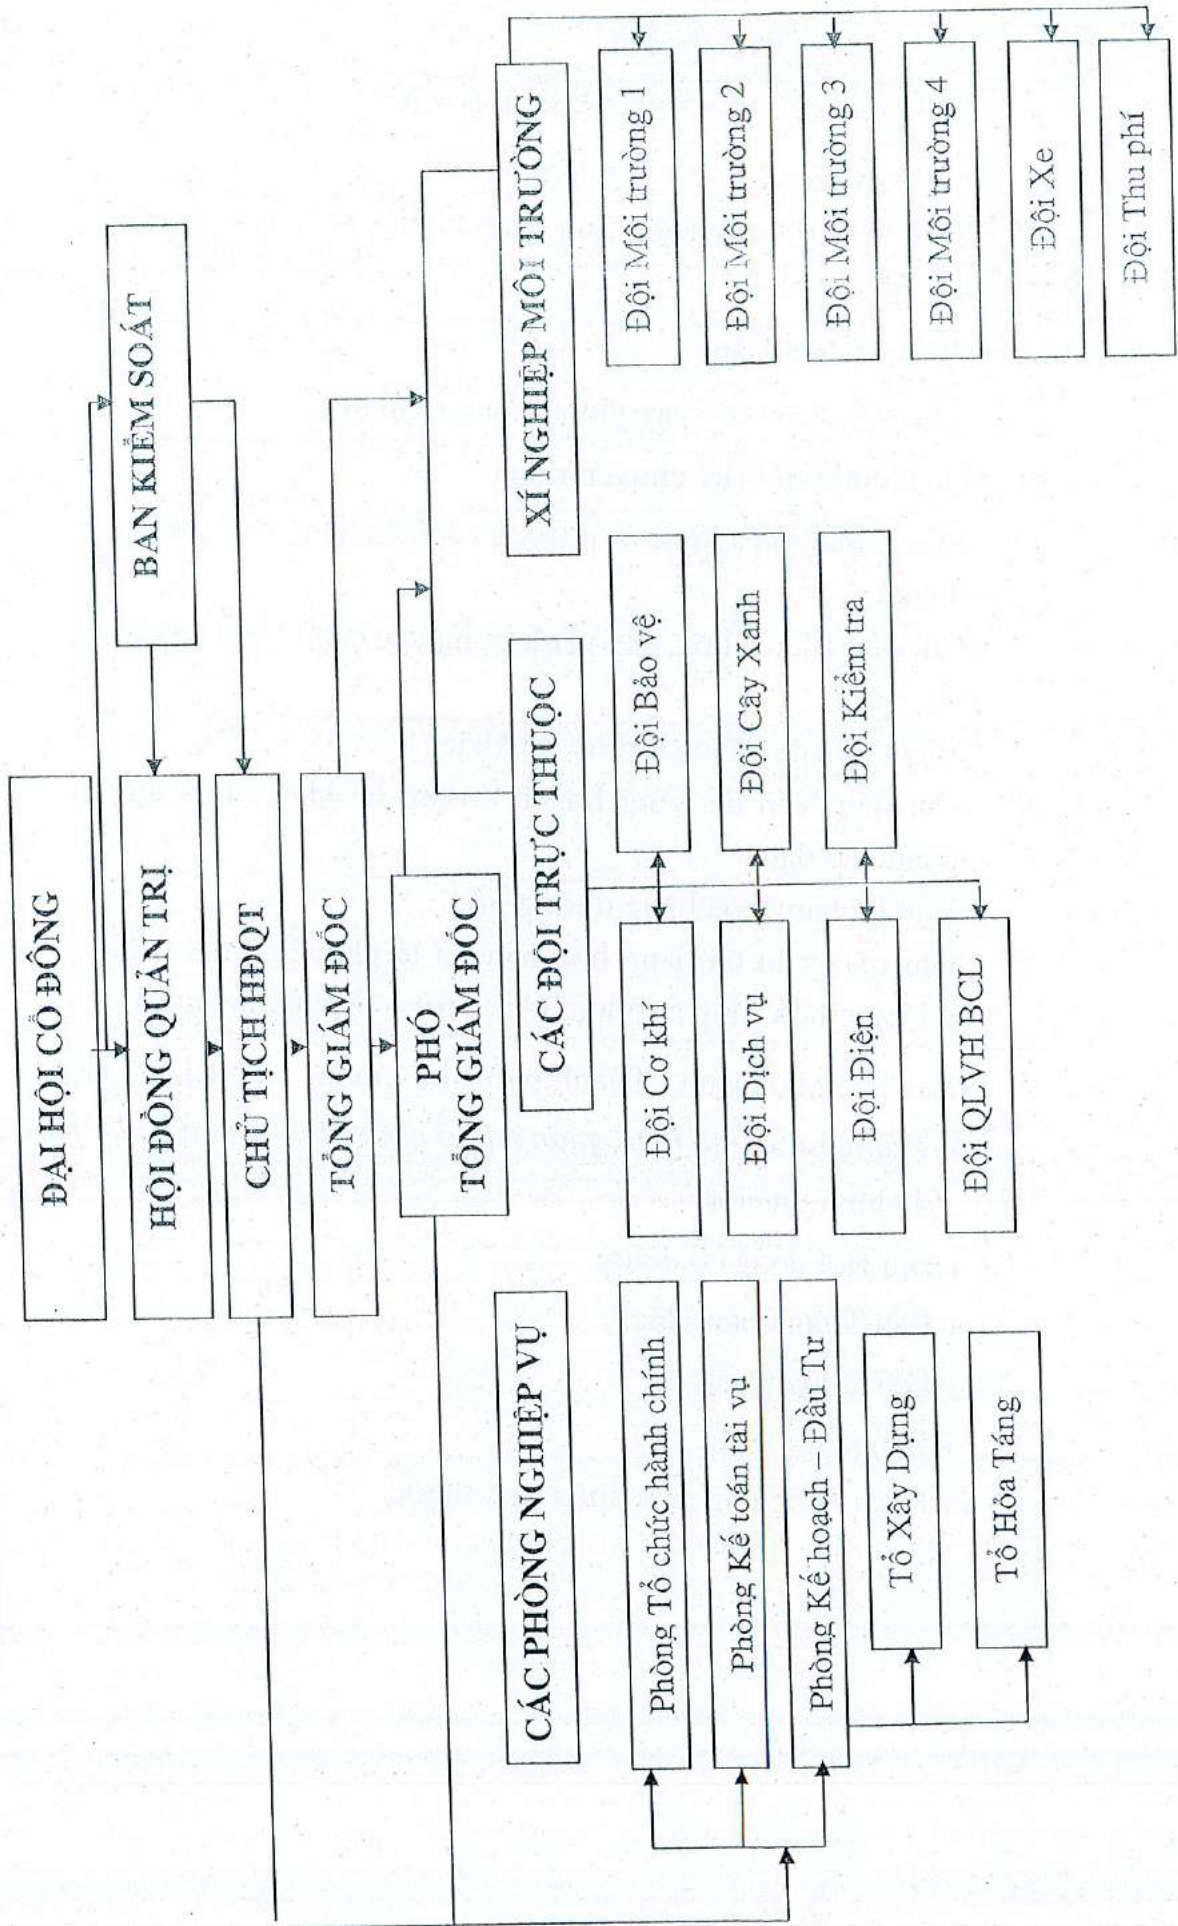 ĐẠI HỘI CỔ ĐÔNG
BAN KIỂM SOÁT
HỘI ĐỒNG QUẢN TRỊ
CHỦ TỊCH HĐQT
TỔNG GIÁM ĐỐC
PHÓ
TỔNG GIÁM ĐỐC
CÁC PHÒNG NGHIỆP VỤ
Phòng Tổ chức hành chính
Phòng Kế toán tài vụ
Phòng Kế hoạch – Đầu Tư
Tổ Xây Dựng
Tổ Hỏa Táng
CÁC ĐỘI TRỰC THUỘC
Đội Cơ khí
Đội Bảo vệ
Đội Dịch vụ
Đội Cây Xanh
Đội Điện
Đội Kiểm tra
Đội QLVH BCL
XÍ NGHIỆP MÔI TRƯỜNG
Đội Môi trường 1
Đội Môi trường 2
Đội Môi trường 3
Đội Môi trường 4
Đội Xe
Đội Thu phí